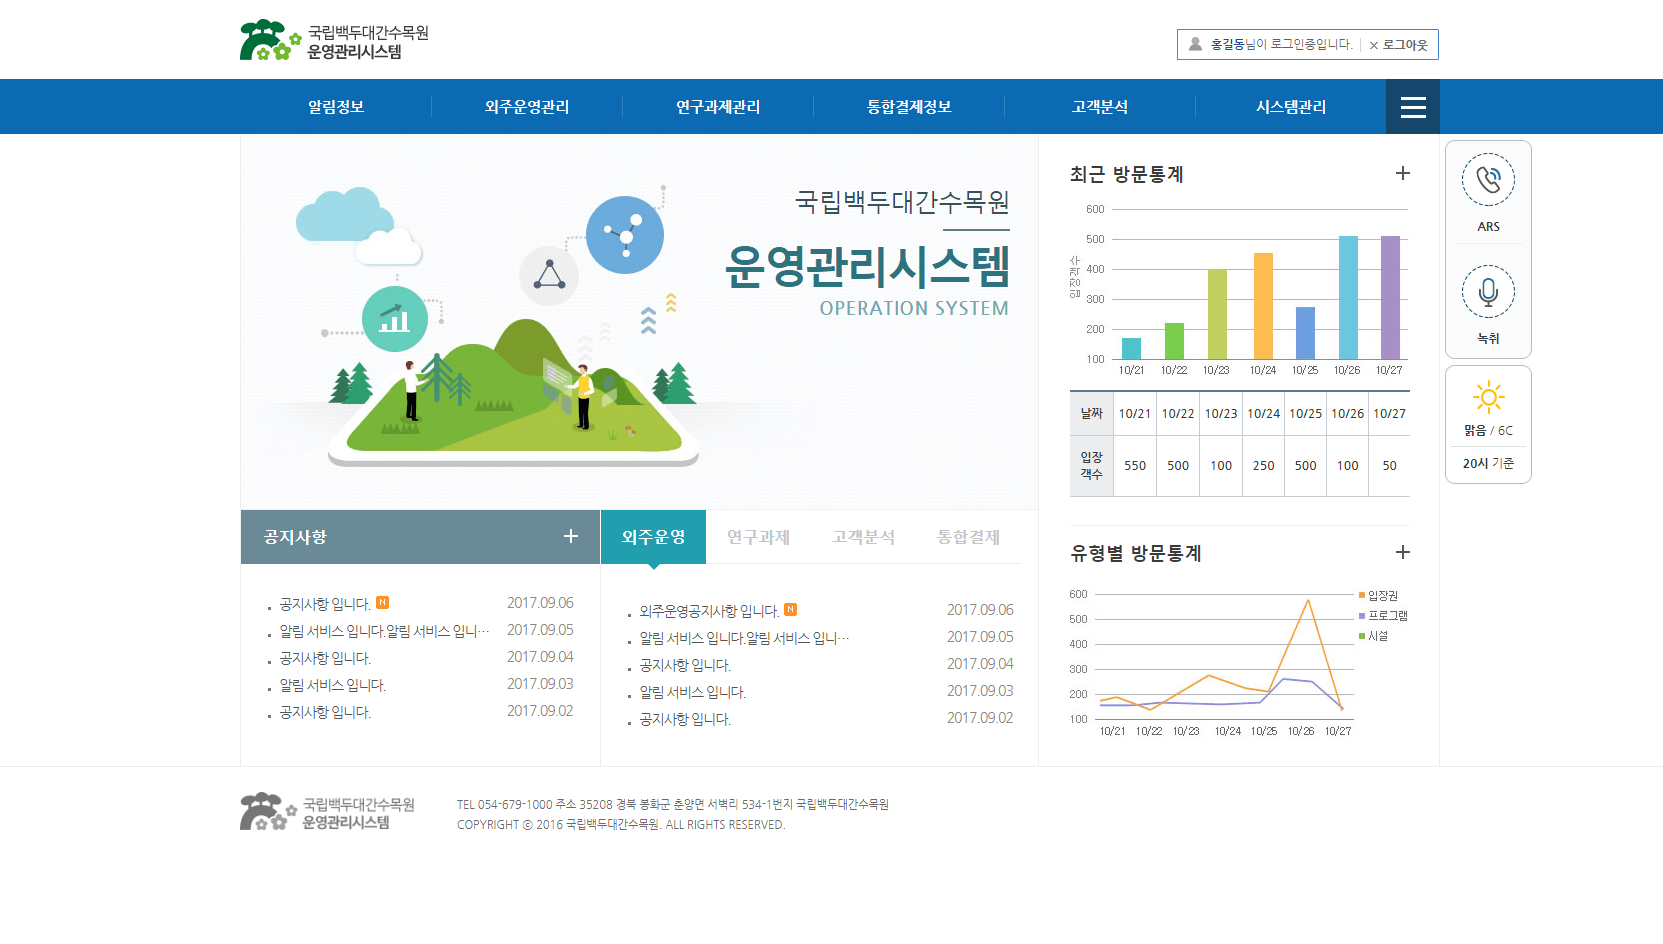 국립백두대간수목원
운영관리시스템
홍길동님이 로그인중입니다. | × 로그아웃
알림정보 외주운영관리 연구과제관리 통합결제정보 고객분석 시스템관리
국립백두대간수목원
운영관리시스템
OPERATION SYSTEM
최근 방문통계 +
600
500
400
300
200
100
입장객수
10/21 10/22 10/23 10/24 10/25 10/26 10/27
날짜 10/21 10/22 10/23 10/24 10/25 10/26 10/27
입장
객수 550 500 100 250 500 100 50
유형별 방문통계 +
600
500
400
300
200
100
10/21 10/22 10/23 10/24 10/25 10/26 10/27
입장권
프로그램
시설
ARS
녹취
맑음 / 6C
20시 기준
공지사항 +
공지사항 입니다. N 2017.09.06
알림 서비스 입니다.알림 서비스 입니… 2017.09.05
공지사항 입니다. 2017.09.04
알림 서비스 입니다. 2017.09.03
공지사항 입니다. 2017.09.02
외주운영 연구과제 고객분석 통합결제
외주운영공지사항 입니다. N 2017.09.06
알림 서비스 입니다.알림 서비스 입니… 2017.09.05
공지사항 입니다. 2017.09.04
알림 서비스 입니다. 2017.09.03
공지사항 입니다. 2017.09.02
국립백두대간수목원
운영관리시스템
TEL 054-679-1000 주소 35208 경북 봉화군 춘양면 서벽리 534-1번지 국립백두대간수목원
COPYRIGHT ⓒ 2016 국립백두대간수목원. ALL RIGHTS RESERVED.